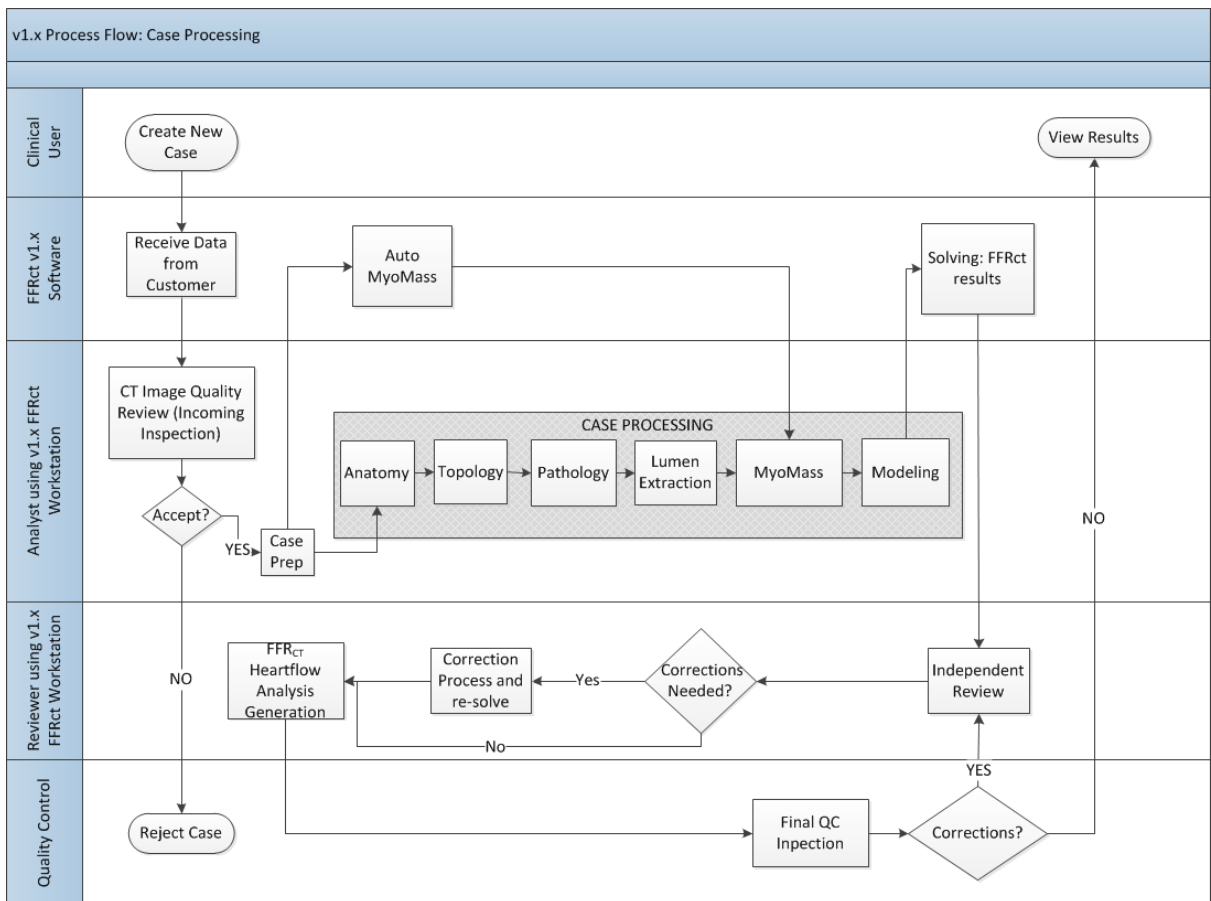 v1.x Process Flow: Case Processing
Clinical
User
Create New
Case
View Results
FFRct v1.x
Software
Receive Data
from
Customer
Auto
MyoMass
Solving: FFRct
results
Analyst using v1.x FFRct
Workstation
CT Image Quality
Review (Incoming
Inspection)
Accept?
YES
Case
Prep
CASE PROCESSING
Anatomy
Topology
Pathology
Lumen
Extraction
MyoMass
Modeling
NO
Reviewer using v1.x
FFRct Workstation
NO
FFRCT
Heartflow
Analysis
Generation
Correction
Process and
re-solve
Yes
Corrections
Needed?
No
Independent
Review
YES
Quality Control
Reject Case
Final QC
Inpection
Corrections?